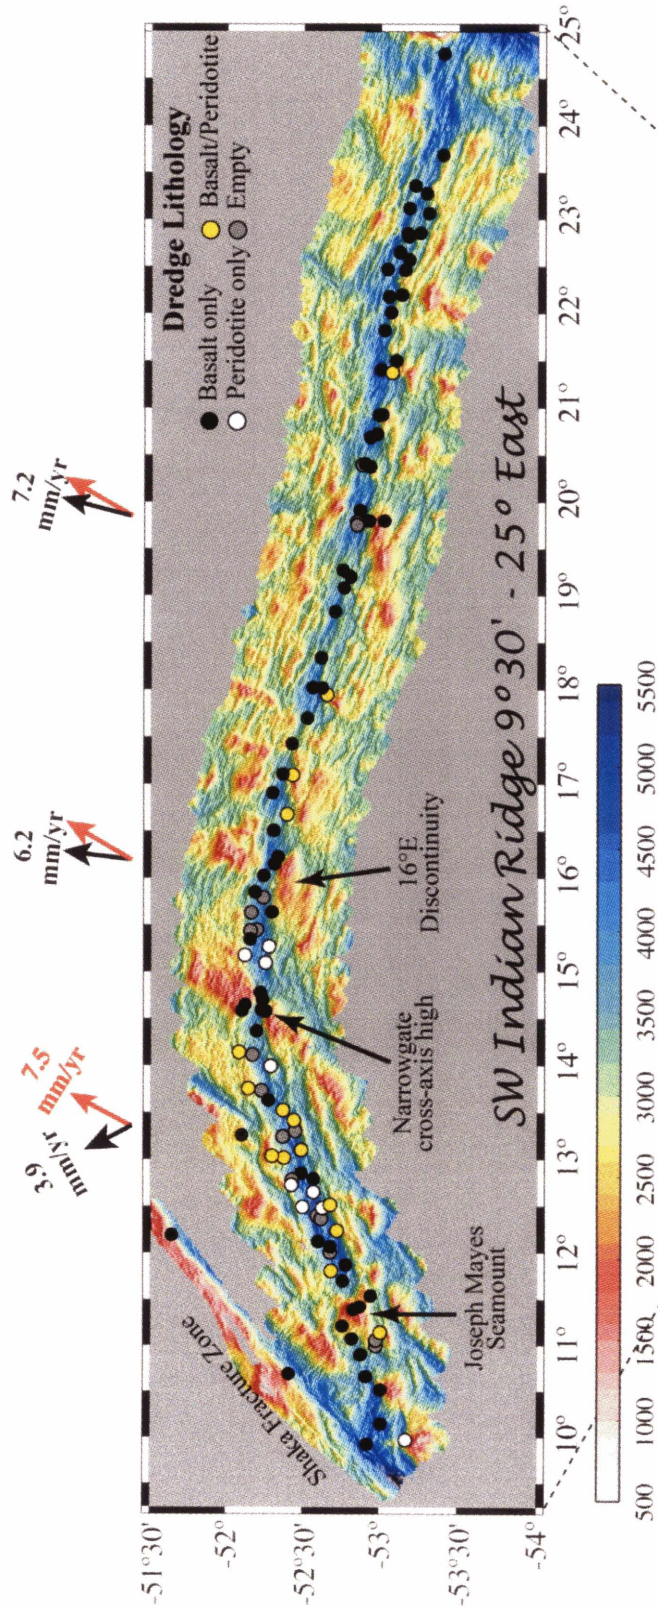 3.9
mm/yr
7.5
mm/yr
6.2
mm/yr
7.2
mm/yr
-51°30'
-52°
-52°30'
-53°
-53°30'
-54°
Dredge Lithology
Basalt only
Basalt/Peridotite
Peridotite only
Empty
Shaka Fracture Zone
Joseph Mayes
Seamount
Narrowgate
cross-axis high
16°E
Discontinuity
SW Indian Ridge 9°30' - 25° East
10° 11° 12° 13° 14° 15° 16° 17° 18° 19° 20° 21° 22° 23° 24° 25°
500 1000 1500 2000 2500 3000 3500 4000 4500 5000 5500